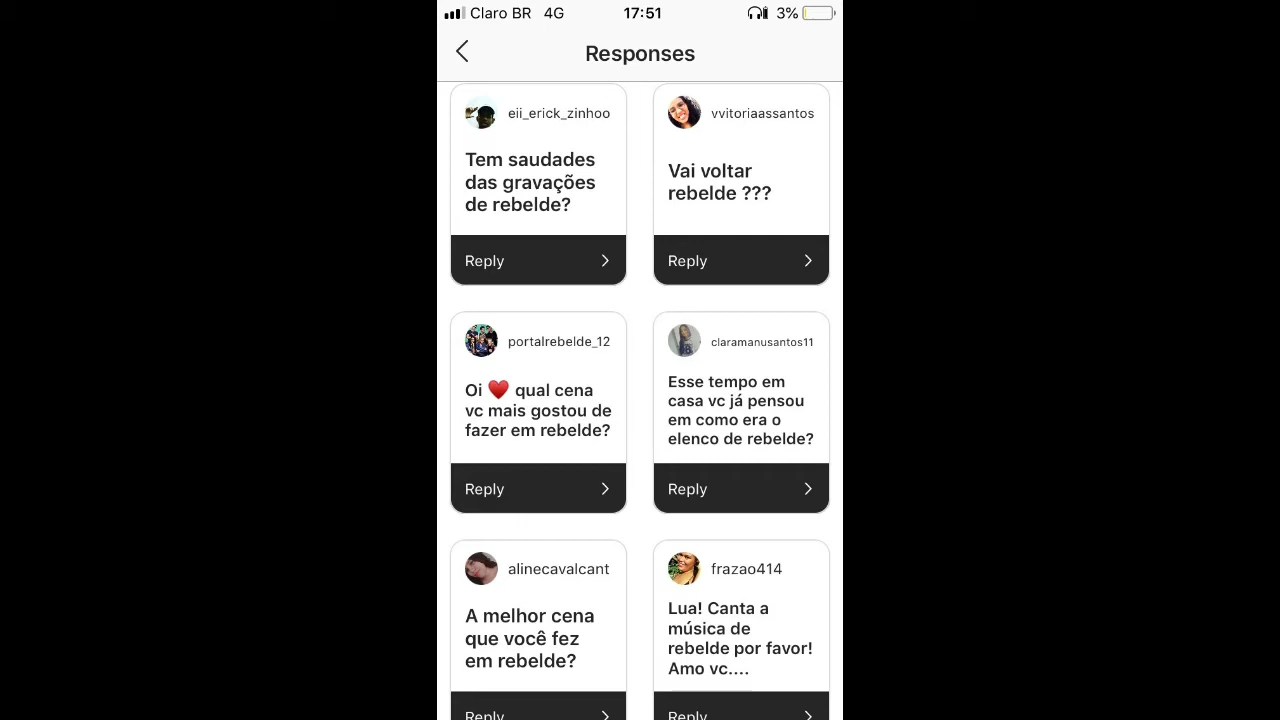 Claro BR 4G 17:51 3%
Responses
eii_erick_zinhoo
Tem saudades
das gravações
de rebelde?
Reply
vvitoriaassantos
Vai voltar
rebelde ???
Reply
portalrebelde_12
Oi ♥️ qual cena
vc mais gostou de
fazer em rebelde?
Reply
claramanusantos11
Esse tempo em
casa vc já pensou
em como era o
elenco de rebelde?
Reply
alinecavalcant
A melhor cena
que você fez
em rebelde?
Reply
frazao414
Lua! Canta a
música de
rebelde por favor!
Amo vc....
Reply